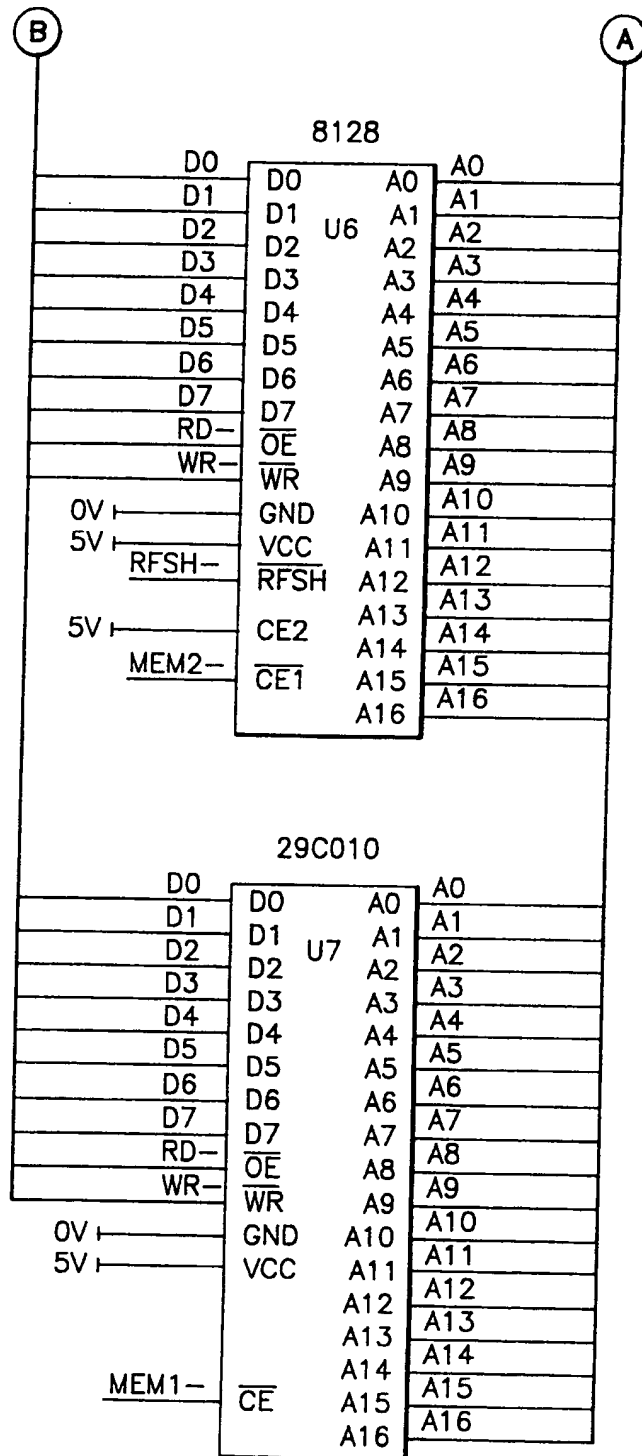 B
A
8128
D0 D0 A0 A0
D1 D1 U6 A1 A1
D2 D2 A2 A2
D3 D3 A3 A3
D4 D4 A4 A4
D5 D5 A5 A5
D6 D6 A6 A6
D7 D7 A7 A7
RD- OE A8 A8
WR- WR A9 A9
0V GND A10 A10
5V VCC A11 A11
RFSH- RFSH A12 A12
A13 A13
5V CE2 A14 A14
MEM2- CE1 A15 A15
A16 A16
29C010
D0 D0 A0 A0
D1 D1 U7 A1 A1
D2 D2 A2 A2
D3 D3 A3 A3
D4 D4 A4 A4
D5 D5 A5 A5
D6 D6 A6 A6
D7 D7 A7 A7
RD- OE A8 A8
WR- WR A9 A9
0V GND A10 A10
5V VCC A11 A11
A12 A12
A13 A13
A14 A14
MEM1- CE A15 A15
A16 A16